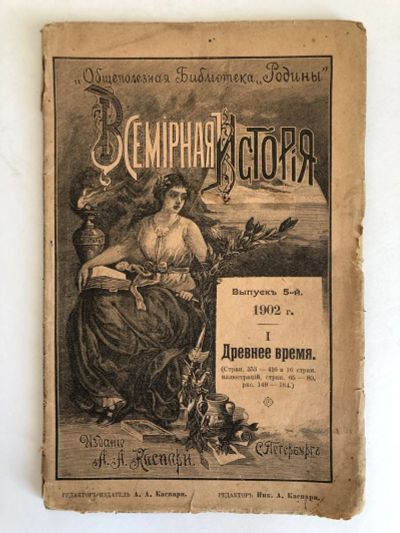 „Общеполезная Библіотека „Родины"
Всемірная Исторія
Выпускъ 5-й.
1902 г.
I
Древнее время.
(Стран. 353 — 416 и 16 стран.
иллюстрацій, стран. 65 — 80,
рис. 149 — 184.)
Изданіе
А. А. Каспари.
С.Петербургъ
РЕДАКТОРЪ-ИЗДАТЕЛЬ А. А. Каспари.
РЕДАКТОРЪ Ник. А. Каспари.